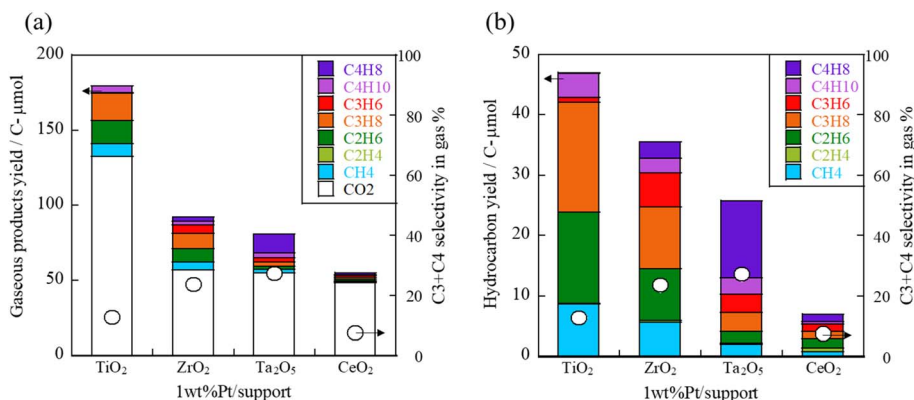 (a)
200
150
100
50
0
Gaseous products yield / C-μmol
C4H8
C4H10
C3H6
C3H8
C2H6
C2H4
CH4
CO2
100
80
60
40
20
0
C3+C4 selectivity in gas %
TiO₂ ZrO₂ Ta₂O₅ CeO₂
1wt%Pt/support
(b)
50
40
30
20
10
0
Hydrocarbon yield / C-μmol
C4H8
C4H10
C3H6
C3H8
C2H6
C2H4
CH4
100
80
60
40
20
0
C3+C4 selectivity in gas %
TiO₂ ZrO₂ Ta₂O₅ CeO₂
1wt%Pt/support